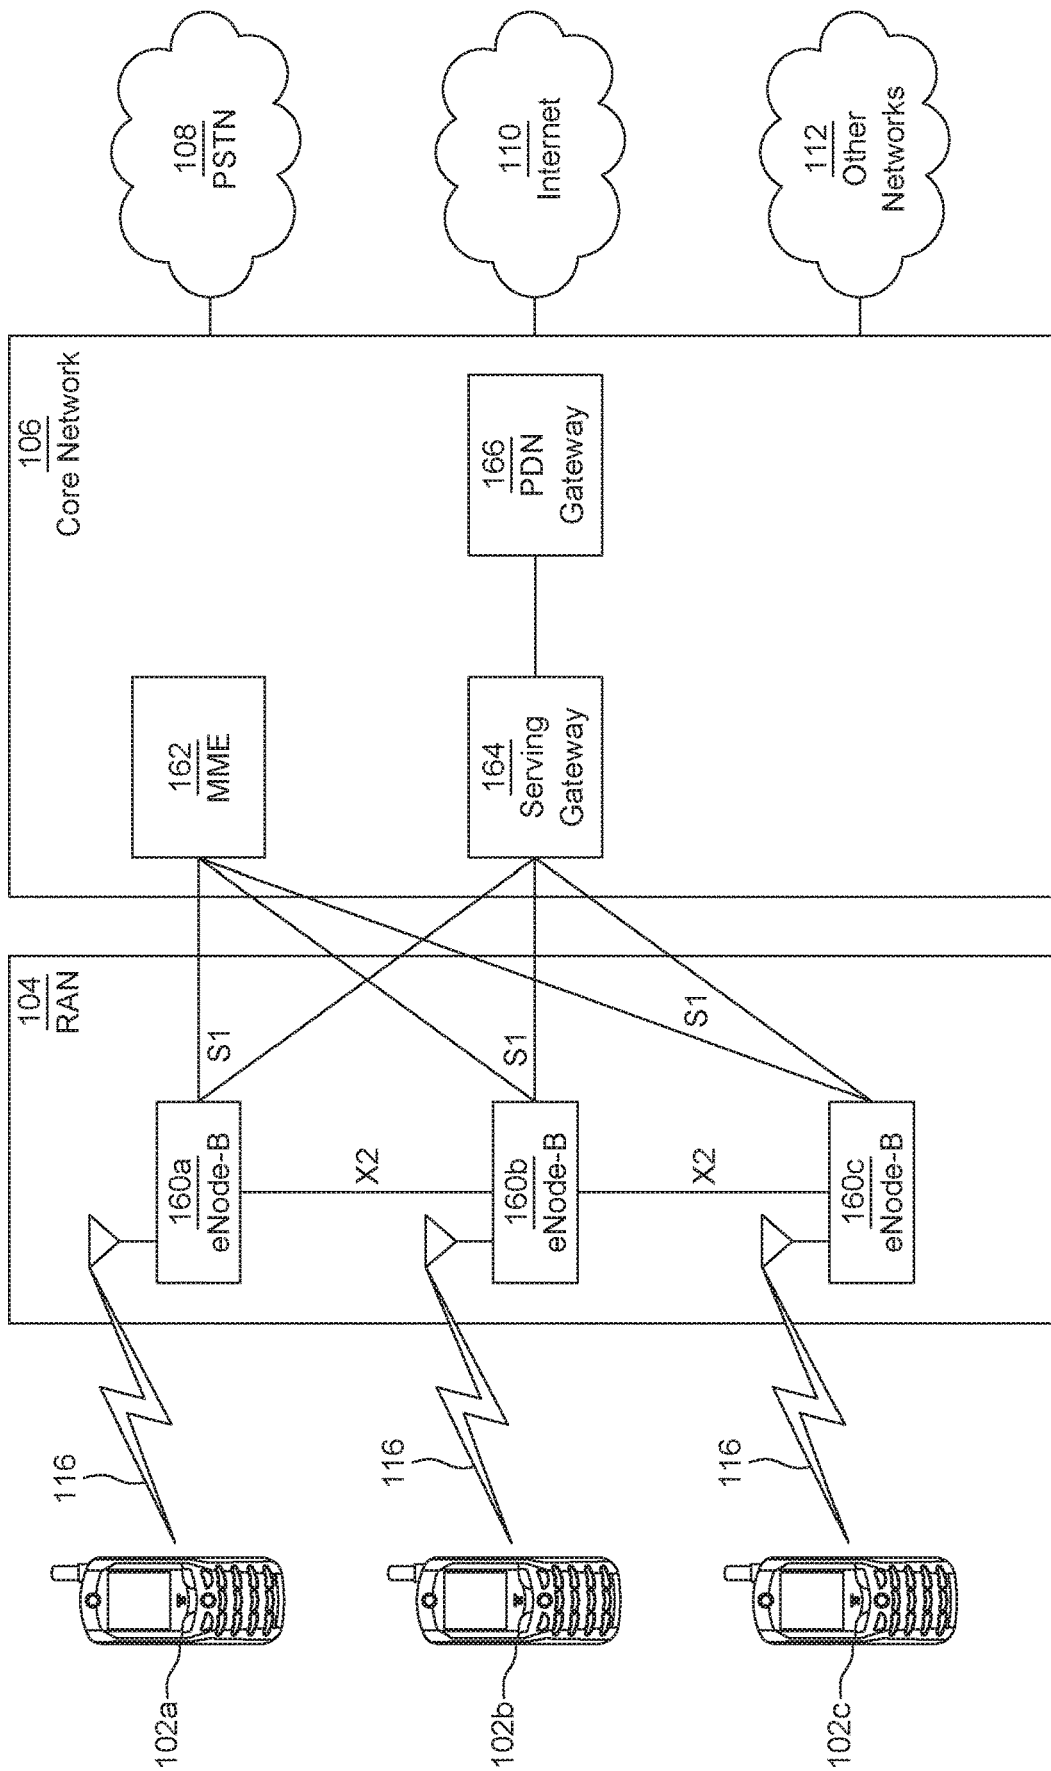 102a
116
104
RAN
160a
eNode-B
S1
X2
102b
116
160b
eNode-B
S1
X2
102c
116
160c
eNode-B
S1
106
Core Network
162
MME
164
Serving
Gateway
166
PDN
Gateway
108
PSTN
110
Internet
112
Other
Networks